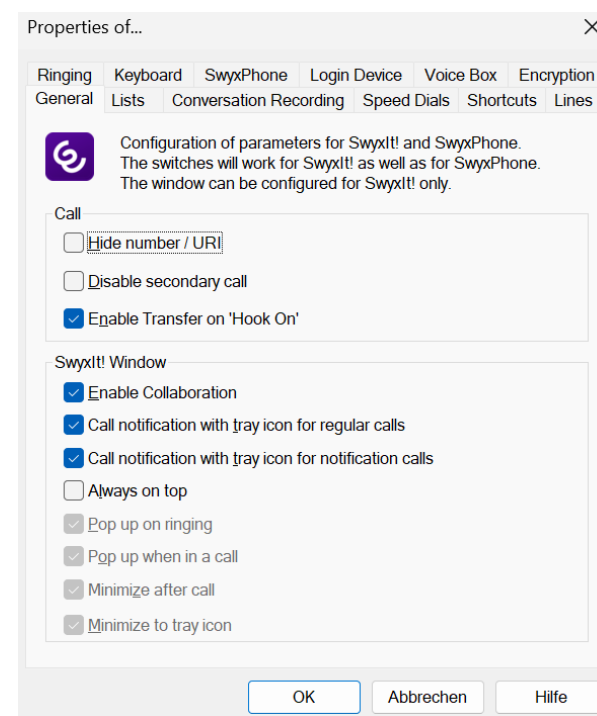 Properties of...
Ringing Keyboard SwyxPhone Login Device Voice Box Encryption
General Lists Conversation Recording Speed Dials Shortcuts Lines
Configuration of parameters for SwyxIt! and SwyxPhone.
The switches will work for SwyxIt! as well as for SwyxPhone.
The window can be configured for SwyxIt! only.
Call
Hide number / URI
Disable secondary call
Enable Transfer on 'Hook On'
SwyxIt! Window
Enable Collaboration
Call notification with tray icon for regular calls
Call notification with tray icon for notification calls
Always on top
Pop up on ringing
Pop up when in a call
Minimize after call
Minimize to tray icon
OK Abbrechen Hilfe